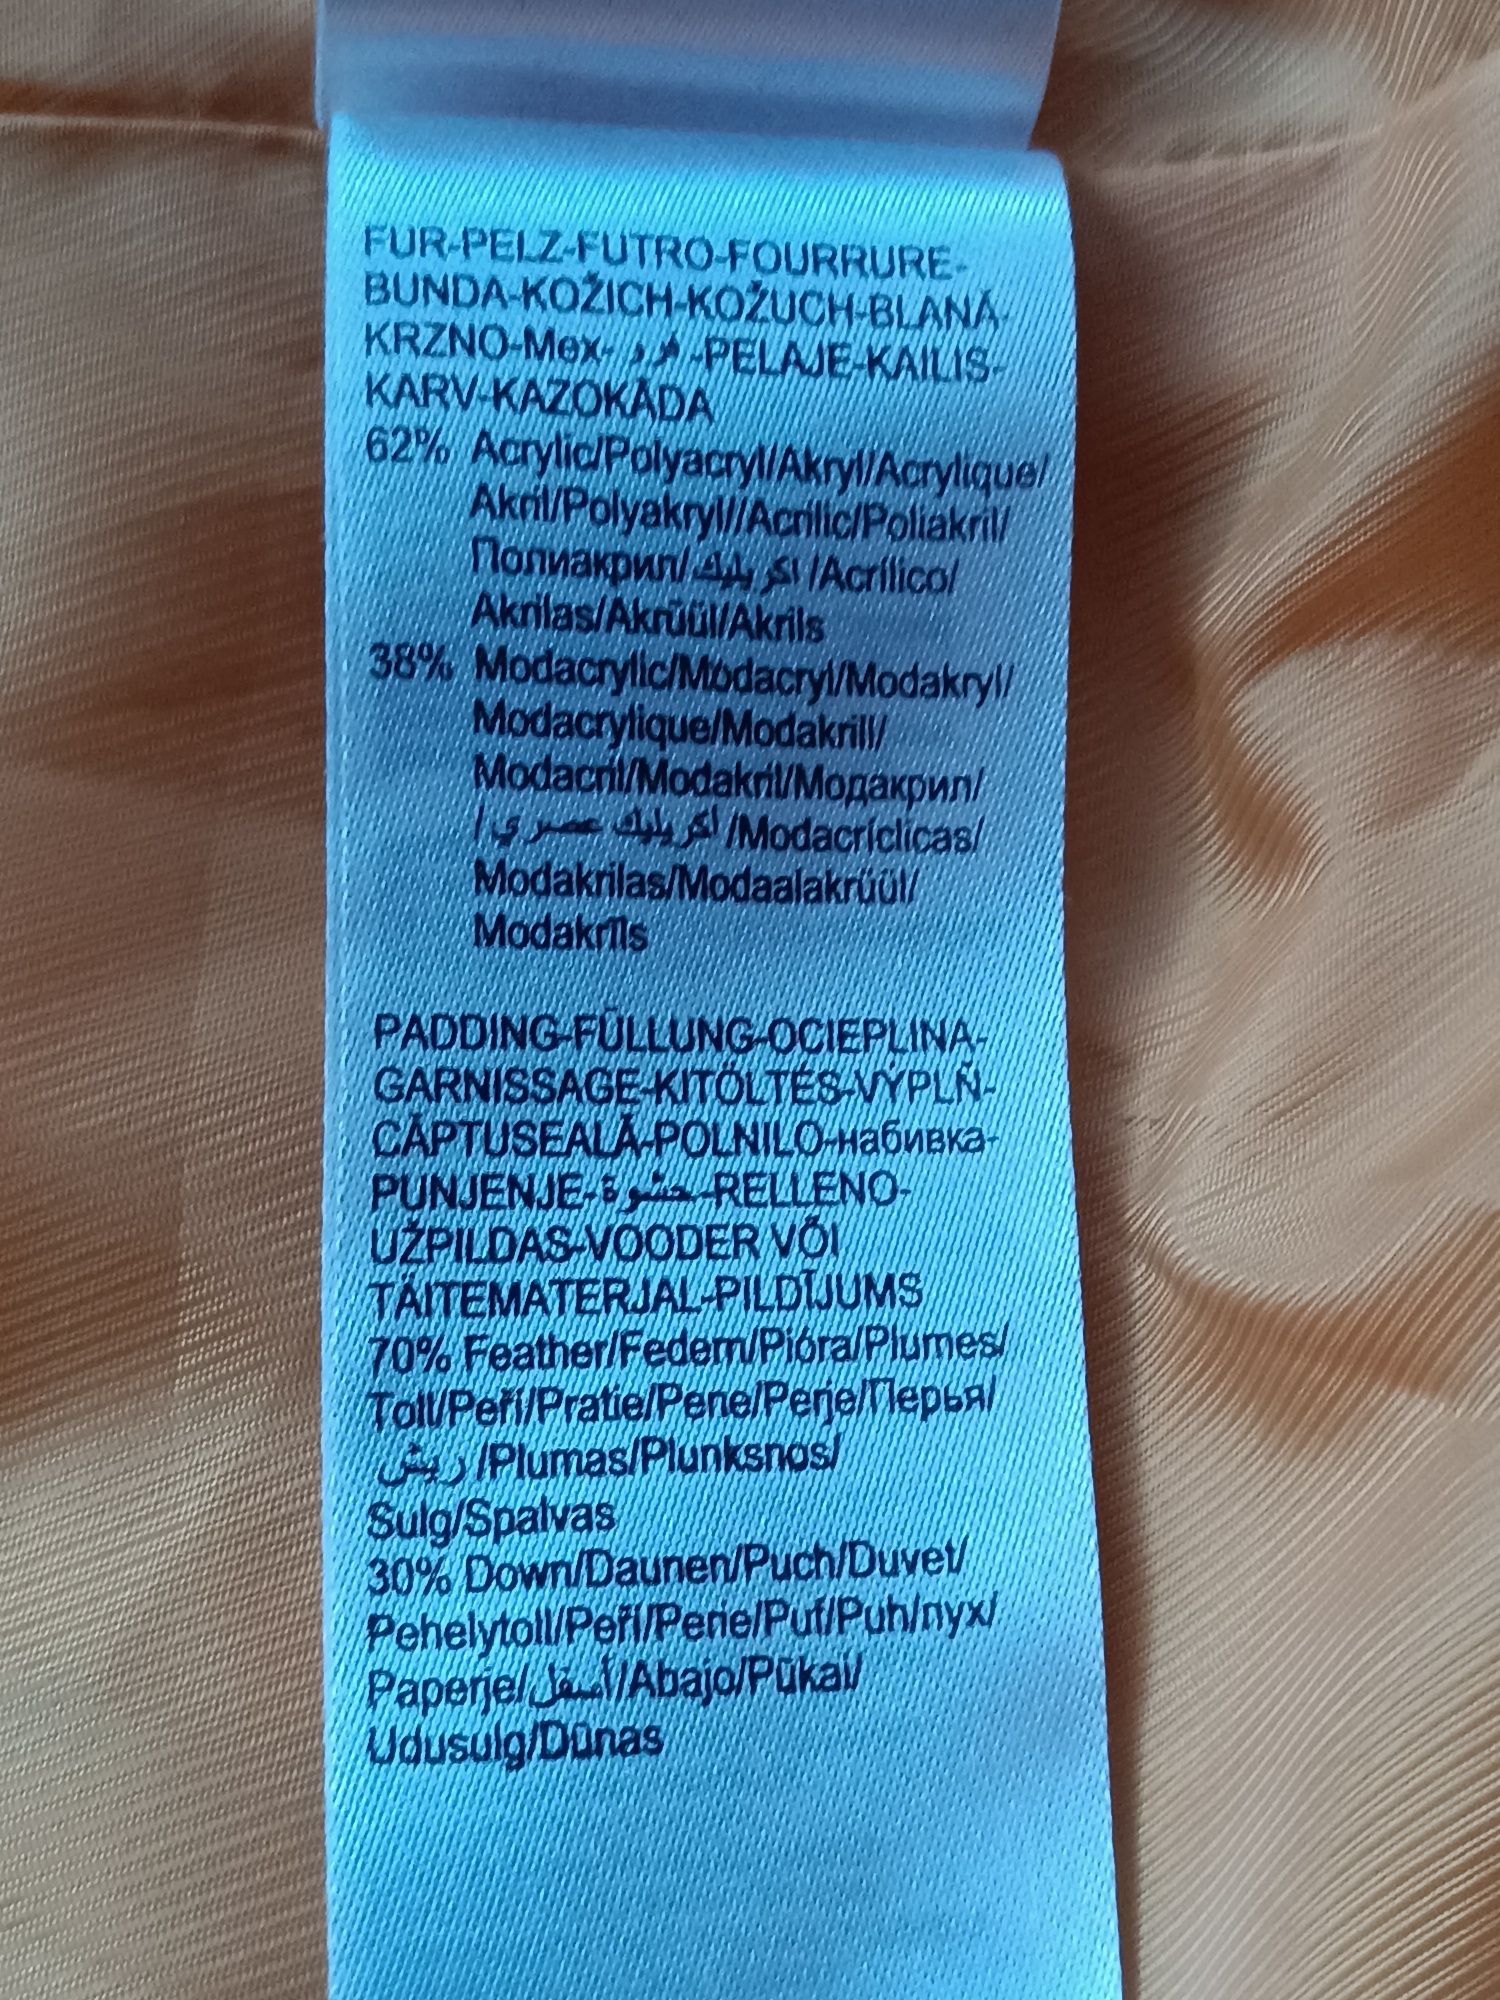 FUR-PELZ-FUTRO-FOURRURE-
BUNDA-KOŽICH-KOŽUCH-BLANĂ-
KRZNO-Мех-فرو-PELAJE-KAILIS-
KARV-KAZOKĀDA
62% Acrylic/Polyacryl/Akryl/Acrylique/
Akril/Polyakryl//Acrilic/Poliakril/
Полиакрил/اكريليك/Acrílico/
Akrilas/Akrüül/Akrils
38% Modacrylic/Modacryl/Modakryl/
Modacrylique/Modakrill/
Modacril/Modakril/Модакрил/
اكريليك عصري/Modacríclicas/
Modakrilas/Modaalakrüül/
Modakrīls
PADDING-FÜLLUNG-OCIEPLINA-
GARNISSAGE-KITÖLTÉS-VÝPLŇ-
CĂPTUSEALĂ-POLNILO-набивка-
PUNJENJE-حشوة-RELLENO-
UŽPILDAS-VOODER VÕI
TÄITEMATERJAL-PILDĪJUMS
70% Feather/Federn/Pióra/Plumes/
Toll/Peří/Pratie/Pene/Perje/Перья/
ريش/Plumas/Plunksnos/
Sulg/Spalvas
30% Down/Daunen/Puch/Duvet/
Pehelytoll/Peří/Perie/Puf/Puh/пух/
Paperje/أسفل/Abajo/Pūkai/
Udusulg/Dūnas